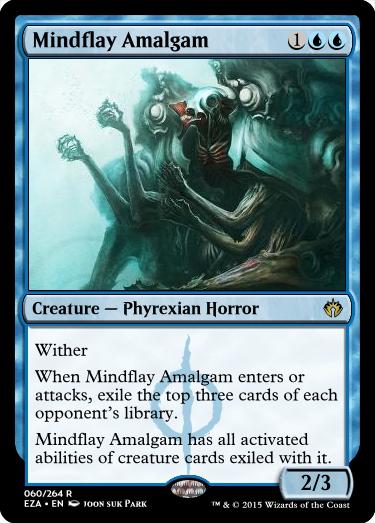 Mindflay Amalgam 1
Creature — Phyrexian Horror
Wither
When Mindflay Amalgam enters or
attacks, exile the top three cards of each
opponent's library.
Mindflay Amalgam has all activated
abilities of creature cards exiled with it.
2/3
060/264 R
EZA • EN JOON SUK PARK ™ & © 2015 Wizards of the Coast